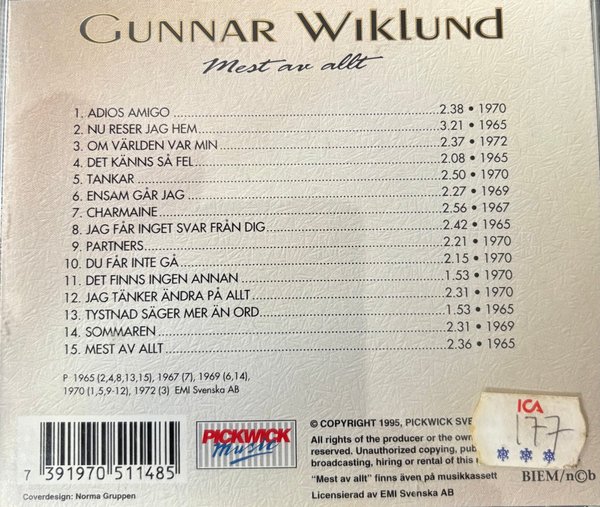 GUNNAR WIKLUND
Mest av allt
1. ADIOS AMIGO 2.38 • 1970
2. NU RESER JAG HEM 3.21 • 1965
3. OM VÄRLDEN VAR MIN 2.37 • 1972
4. DET KÄNNS SÅ FEL 2.08 • 1965
5. TANKAR 2.50 • 1970
6. ENSAM GÅR JAG 2.27 • 1969
7. CHARMAINE 2.56 • 1967
8. JAG FÅR INGET SVAR FRÅN DIG 2.42 • 1965
9. PARTNERS 2.21 • 1970
10. DU FÅR INTE GÅ 2.15 • 1970
11. DET FINNS INGEN ANNAN 1.53 • 1970
12. JAG TÄNKER ÄNDRA PÅ ALLT 2.31 • 1970
13. TYSTNAD SÄGER MER ÄN ORD 1.53 • 1965
14. SOMMAREN 2.31 • 1969
15. MEST AV ALLT 2.36 • 1965
P 1965 (2,4,8,13,15), 1967 (7), 1969 (6,14),
1970 (1,5,9-12), 1972 (3) EMI Svenska AB
7 391970 511485
Coverdesign: Norma Gruppen
PICKWICK
music
© COPYRIGHT 1995, PICKWICK
All rights of the producer or the
reserved. Unauthorized copying,
broadcasting, hiring or rental of this
"Mest av allt" finns även på musikkassett
Licensierad av EMI Svenska AB
ICA
177
BIEM/n©b